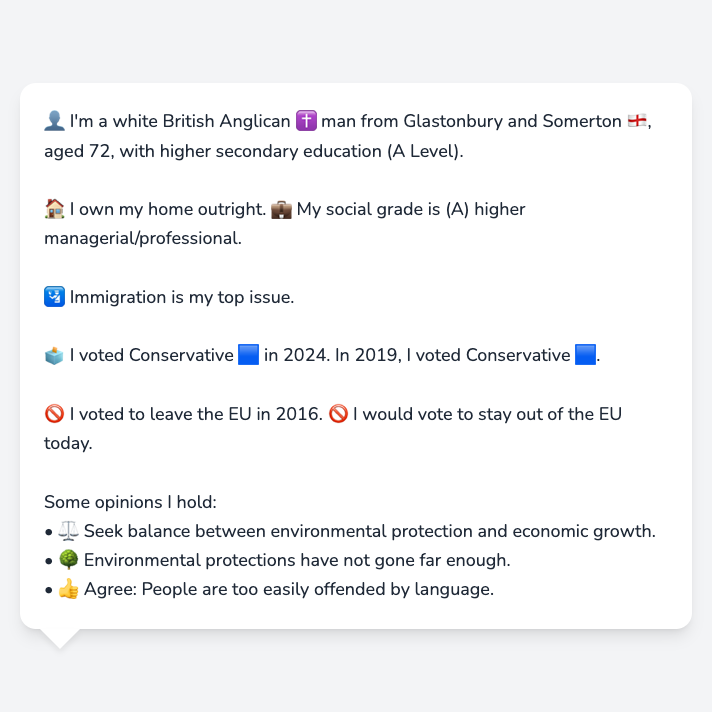 👤 I'm a white British Anglican ✝️ man from Glastonbury and Somerton 🏴󠁧󠁢󠁥󠁮󠁧󠁿,
aged 72, with higher secondary education (A Level).
🏠 I own my home outright. 💼 My social grade is (A) higher
managerial/professional.
🛂 Immigration is my top issue.
🗳️ I voted Conservative 🟦 in 2024. In 2019, I voted Conservative 🟦.
🚫 I voted to leave the EU in 2016. 🚫 I would vote to stay out of the EU
today.
Some opinions I hold:
• ⚖️ Seek balance between environmental protection and economic growth.
• 🌳 Environmental protections have not gone far enough.
• 👍 Agree: People are too easily offended by language.